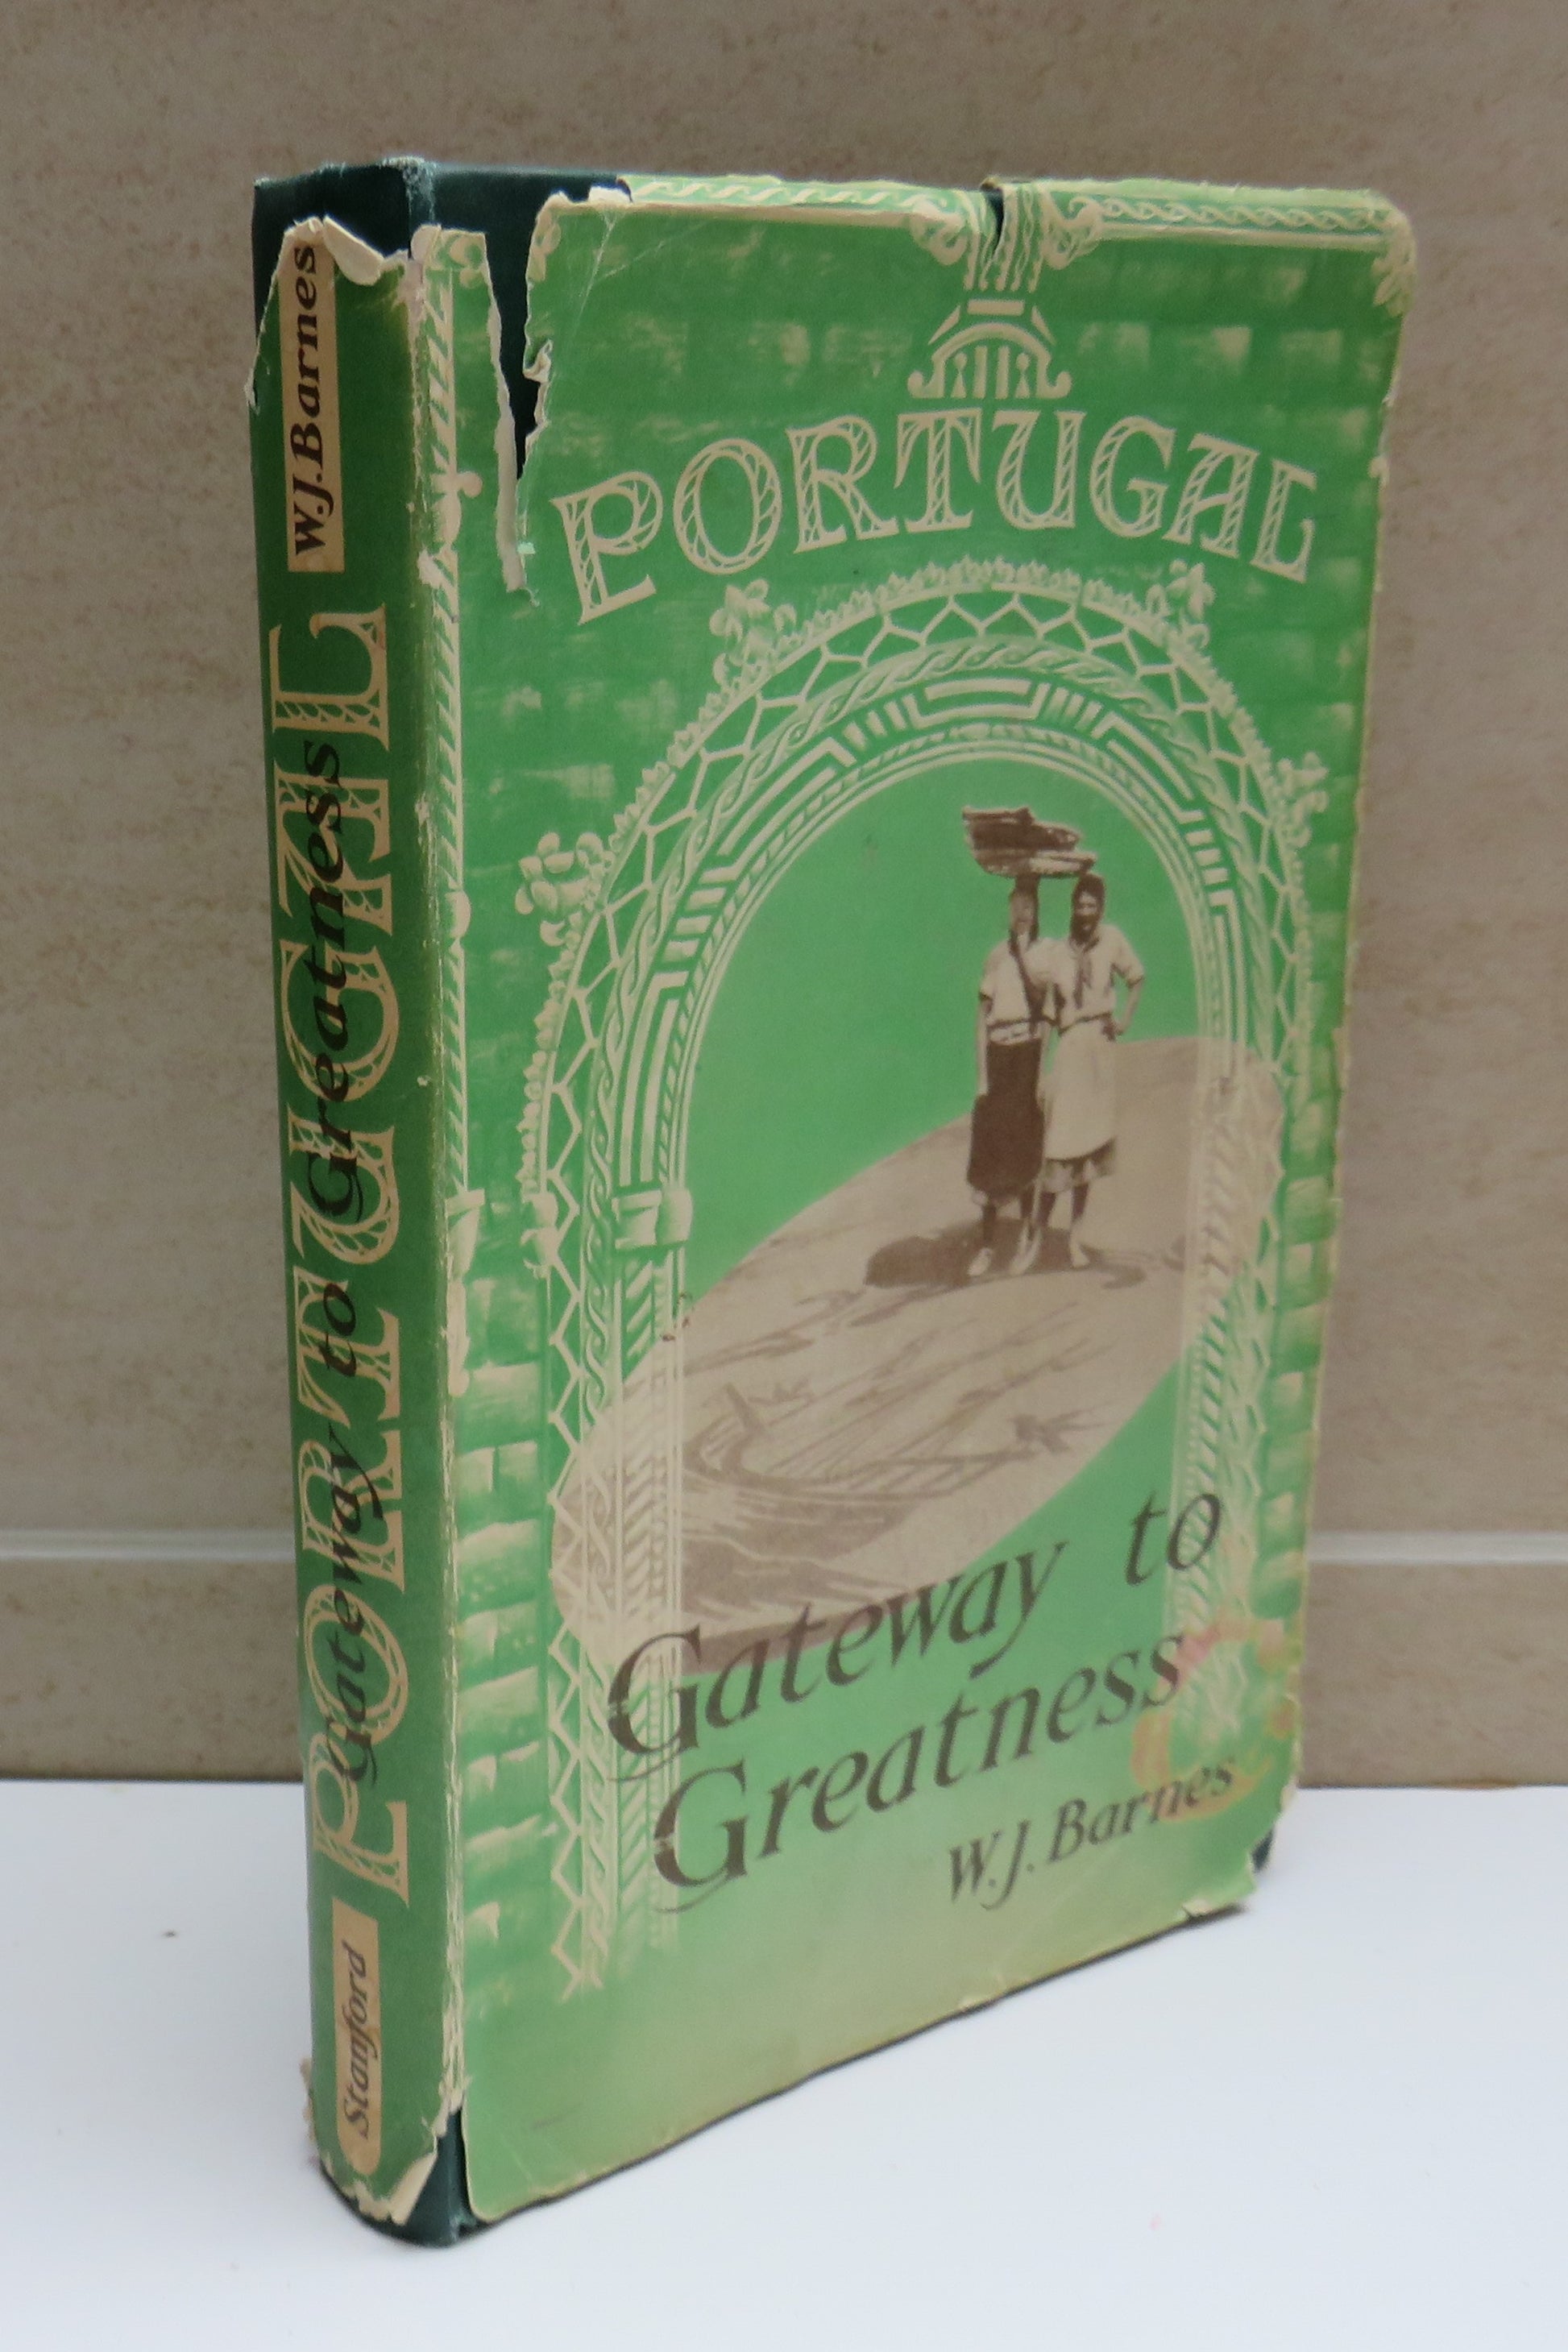 W.J.Barnes
PORTUGAL
Gateway to Greatness
Stanford
PORTUGAL
Gateway to
Greatness
W.J. Barnes